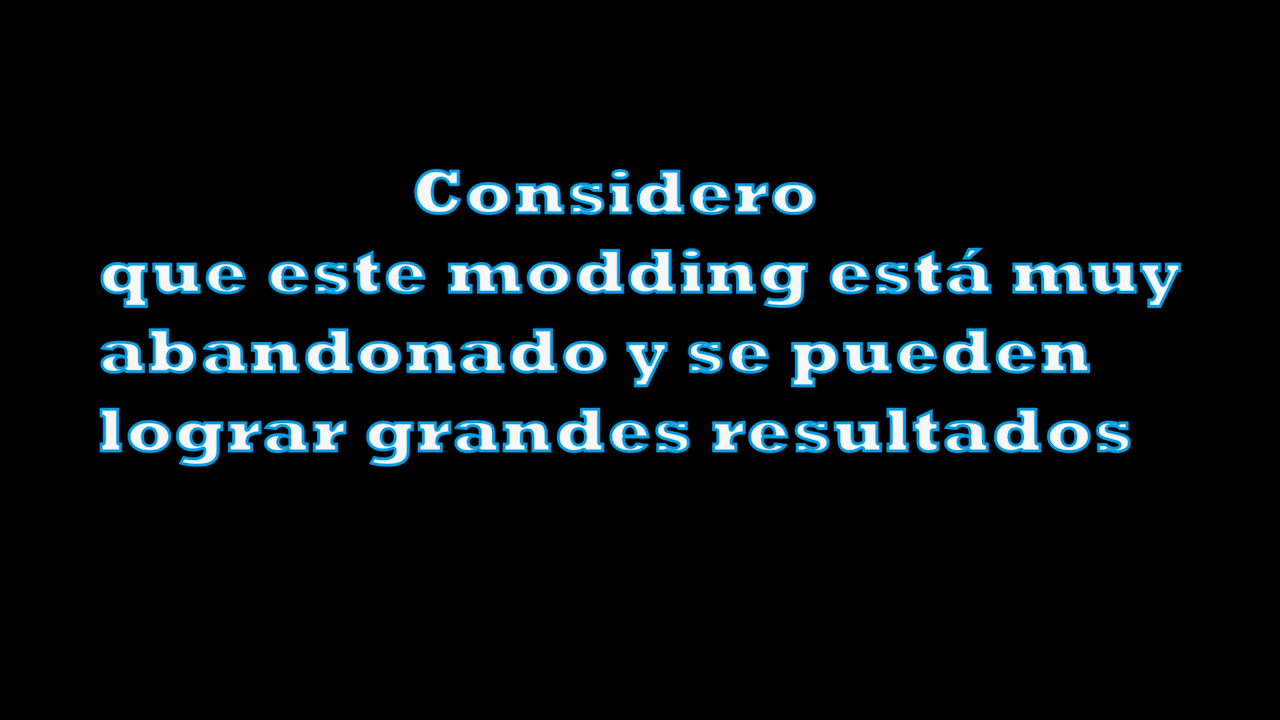 Considero
que este modding está muy
abandonado y se pueden
lograr grandes resultados